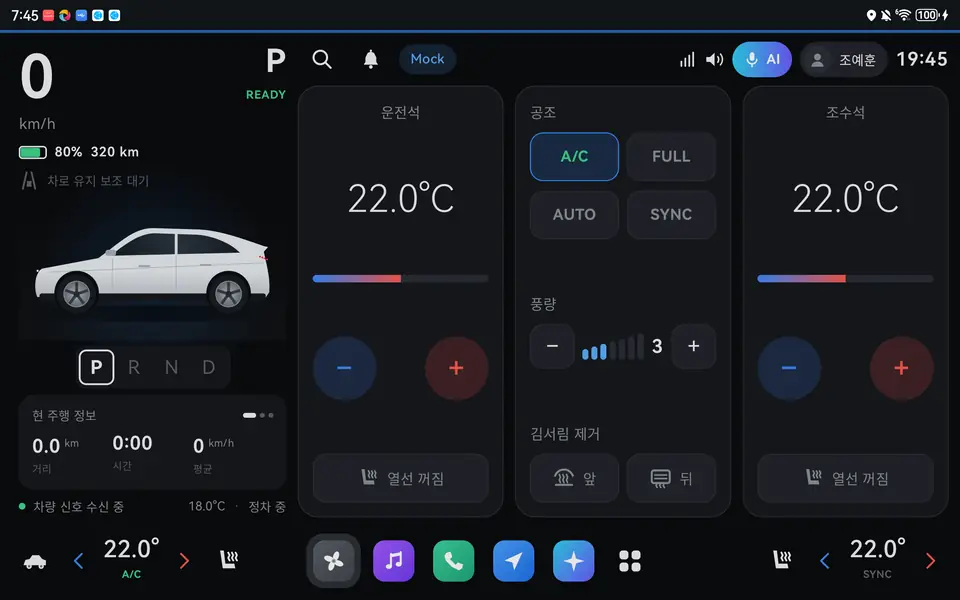 7:45
100
0
km/h
P
READY
80% 320 km
차로 유지 보조 대기
P R N D
현 주행 정보
0.0 km
거리
0:00
시간
0 km/h
평균
차량 신호 수신 중
18.0°C · 정차 중
Mock
AI
조예훈
19:45
운전석
22.0°C
− +
열선 꺼짐
공조
A/C
FULL
AUTO
SYNC
풍량
− 3 +
김서림 제거
앞
뒤
조수석
22.0°C
− +
열선 꺼짐
22.0°
A/C
22.0°
SYNC